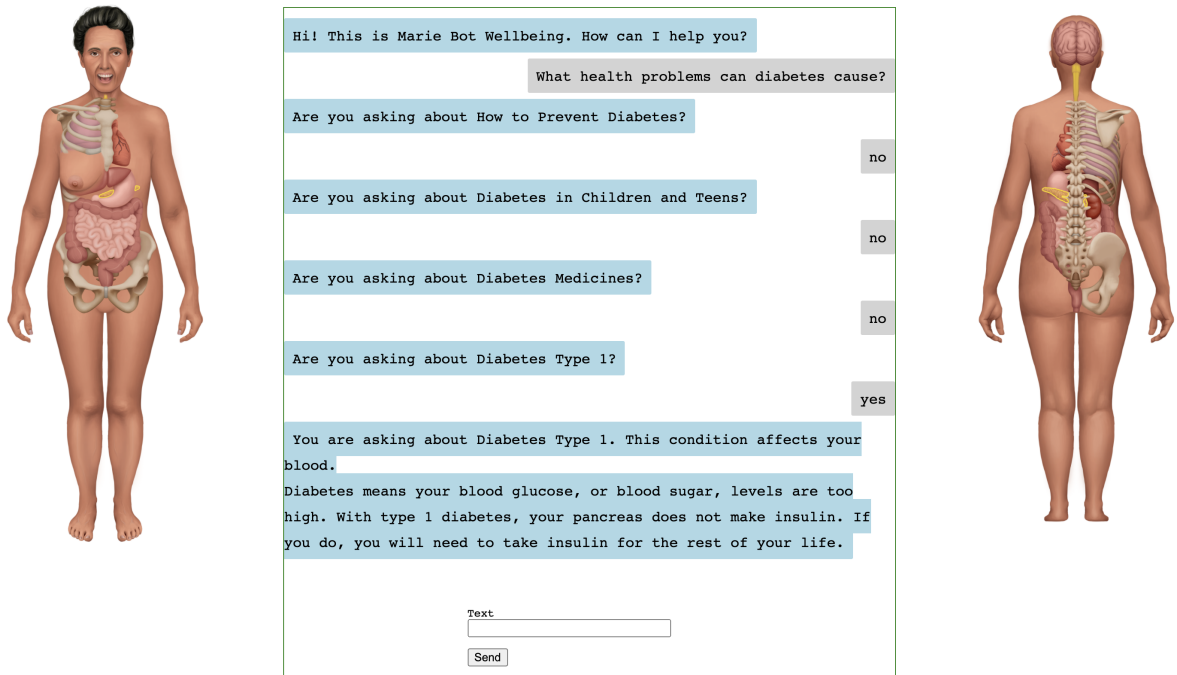 Hi! This is Marie Bot Wellbeing. How can I help you?
What health problems can diabetes cause?
Are you asking about How to Prevent Diabetes?
no
Are you asking about Diabetes in Children and Teens?
no
Are you asking about Diabetes Medicines?
no
Are you asking about Diabetes Type 1?
yes
You are asking about Diabetes Type 1. This condition affects your
blood.
Diabetes means your blood glucose, or blood sugar, levels are too
high. With type 1 diabetes, your pancreas does not make insulin. If
you do, you will need to take insulin for the rest of your life.
Text
Send